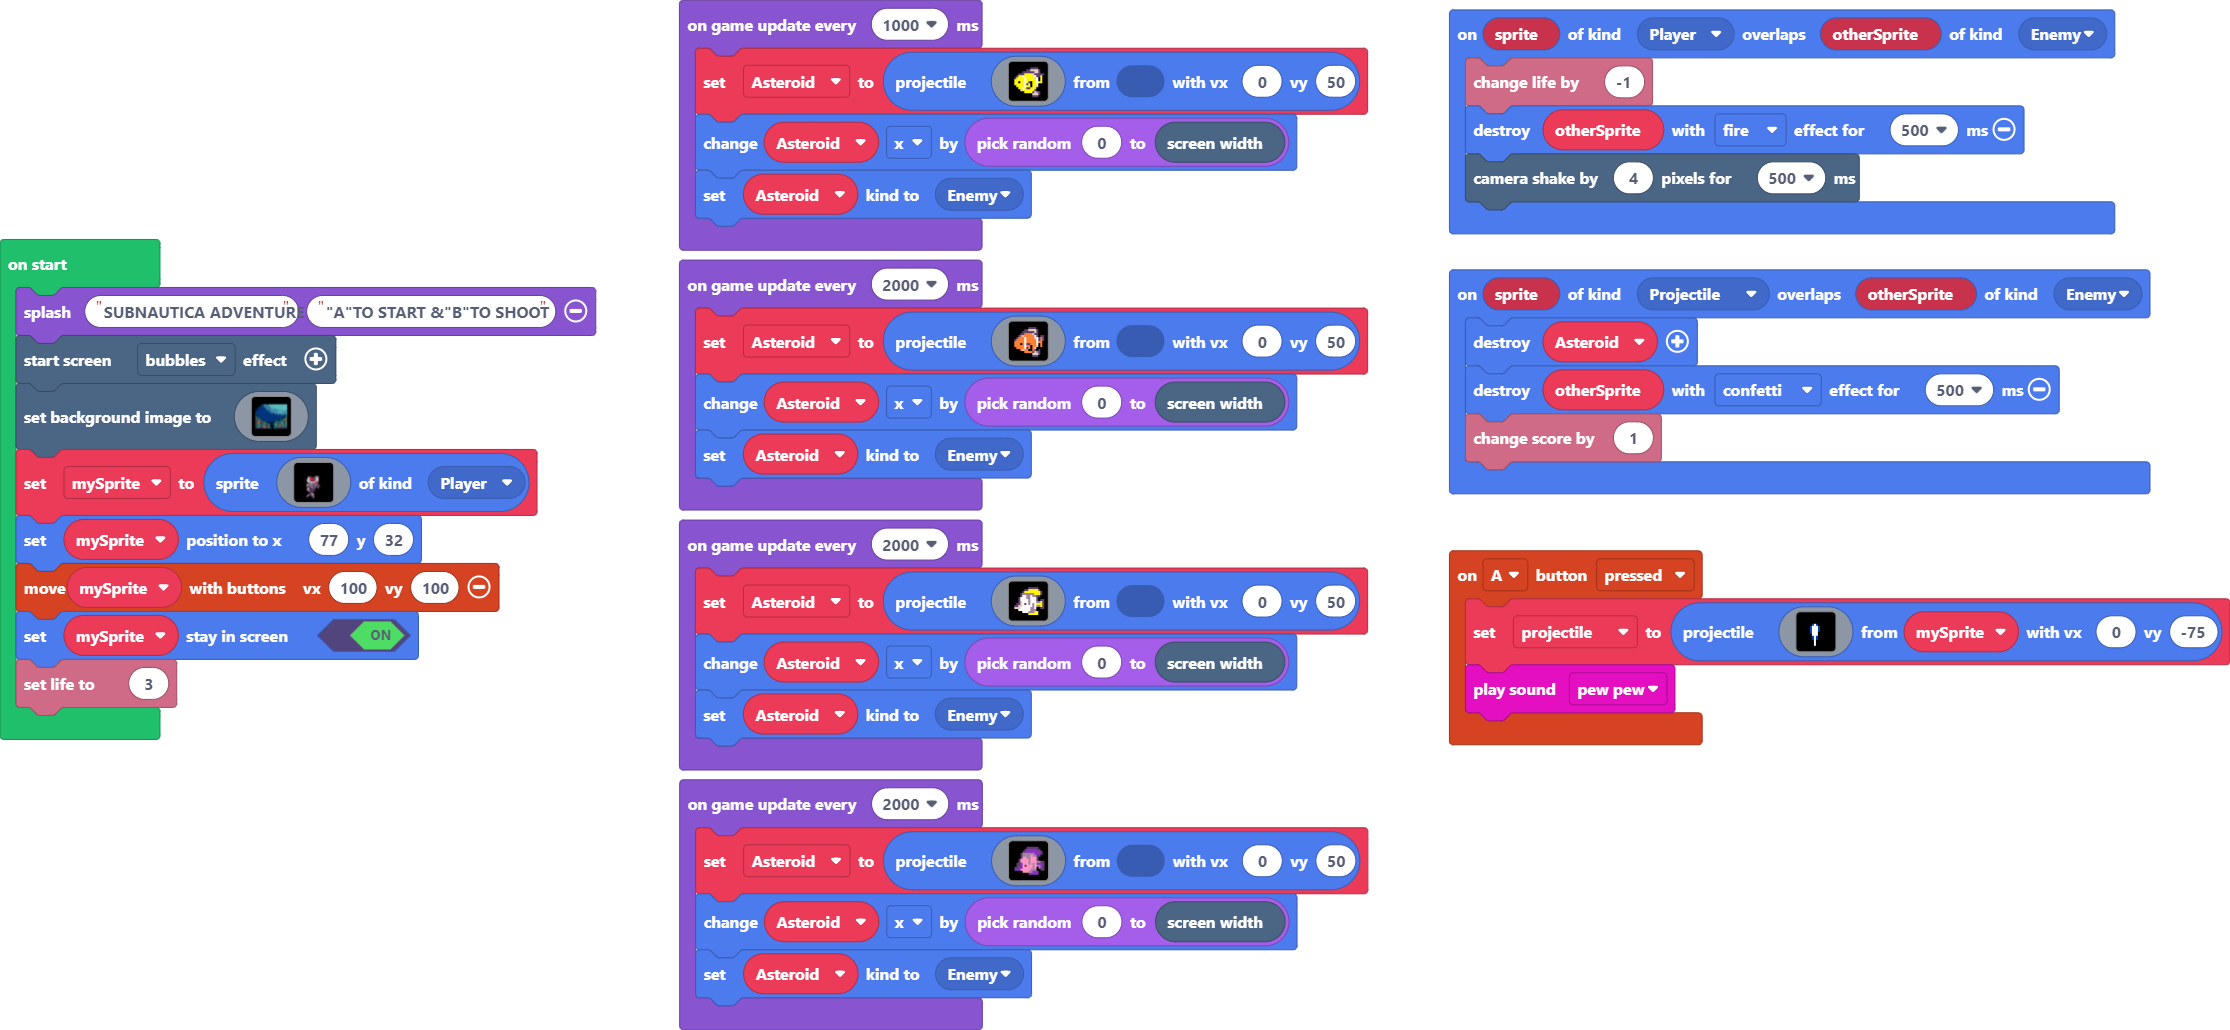 on start
splash "SUBNAUTICA ADVENTURE" ""A"TO START &"B"TO SHOOT"
start screen bubbles effect
set background image to
set mySprite to sprite of kind Player
set mySprite position to x 77 y 32
move mySprite with buttons vx 100 vy 100
set mySprite stay in screen ON
set life to 3
on game update every 1000 ms
set Asteroid to projectile from with vx 0 vy 50
change Asteroid x by pick random 0 to screen width
set Asteroid kind to Enemy
on game update every 2000 ms
set Asteroid to projectile from with vx 0 vy 50
change Asteroid x by pick random 0 to screen width
set Asteroid kind to Enemy
on game update every 2000 ms
set Asteroid to projectile from with vx 0 vy 50
change Asteroid x by pick random 0 to screen width
set Asteroid kind to Enemy
on game update every 2000 ms
set Asteroid to projectile from with vx 0 vy 50
change Asteroid x by pick random 0 to screen width
set Asteroid kind to Enemy
on sprite of kind Player overlaps otherSprite of kind Enemy
change life by -1
destroy otherSprite with fire effect for 500 ms
camera shake by 4 pixels for 500 ms
on sprite of kind Projectile overlaps otherSprite of kind Enemy
destroy Asteroid
destroy otherSprite with confetti effect for 500 ms
change score by 1
on A button pressed
set projectile to projectile from mySprite with vx 0 vy -75
play sound pew pew